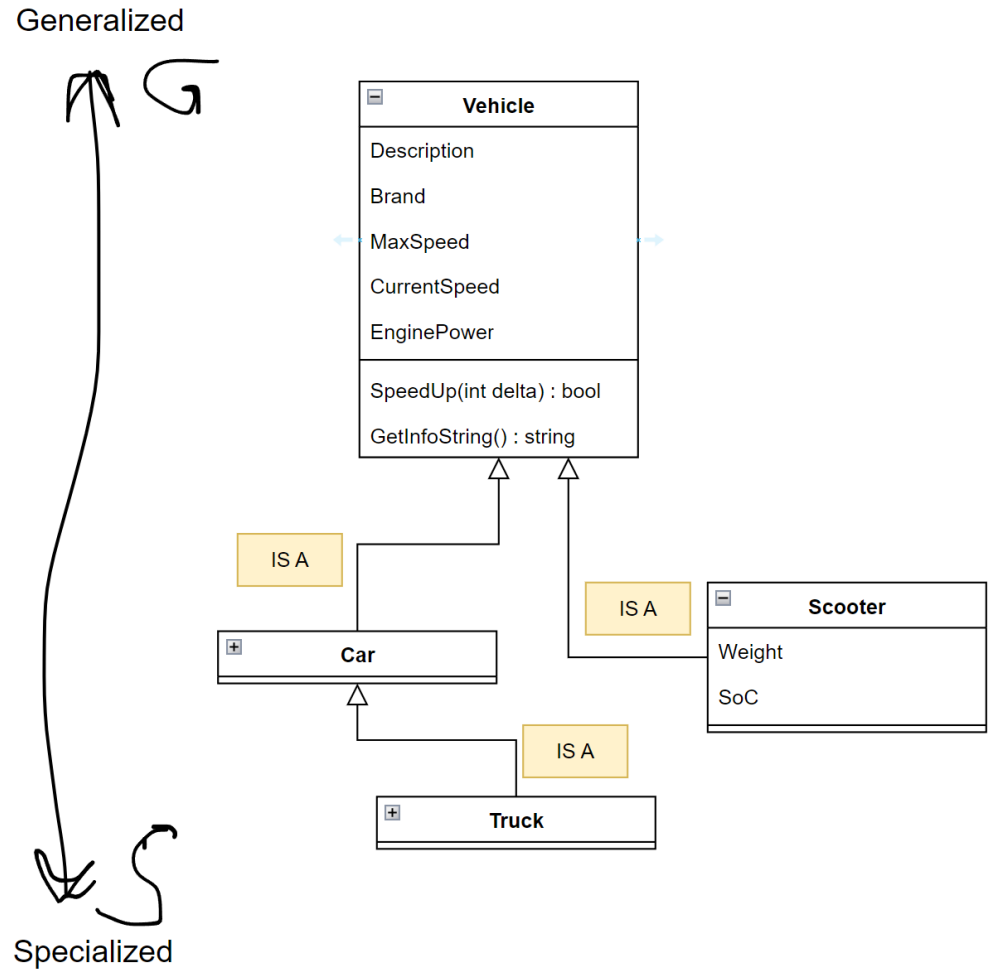 Generalized
G
Vehicle
Description
Brand
MaxSpeed
CurrentSpeed
EnginePower
SpeedUp(int delta) : bool
GetInfoString() : string
IS A
IS A
Scooter
Weight
SoC
Car
IS A
Truck
S
Specialized